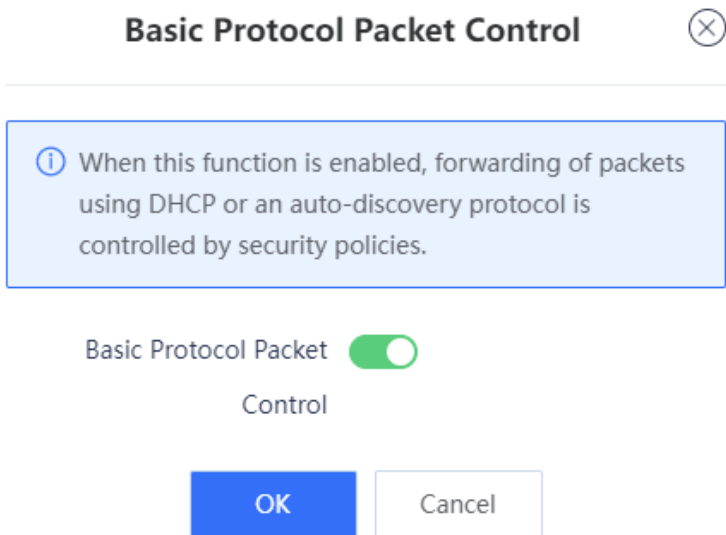 Basic Protocol Packet Control
When this function is enabled, forwarding of packets
using DHCP or an auto-discovery protocol is
controlled by security policies.
Basic Protocol Packet
Control
OK
Cancel